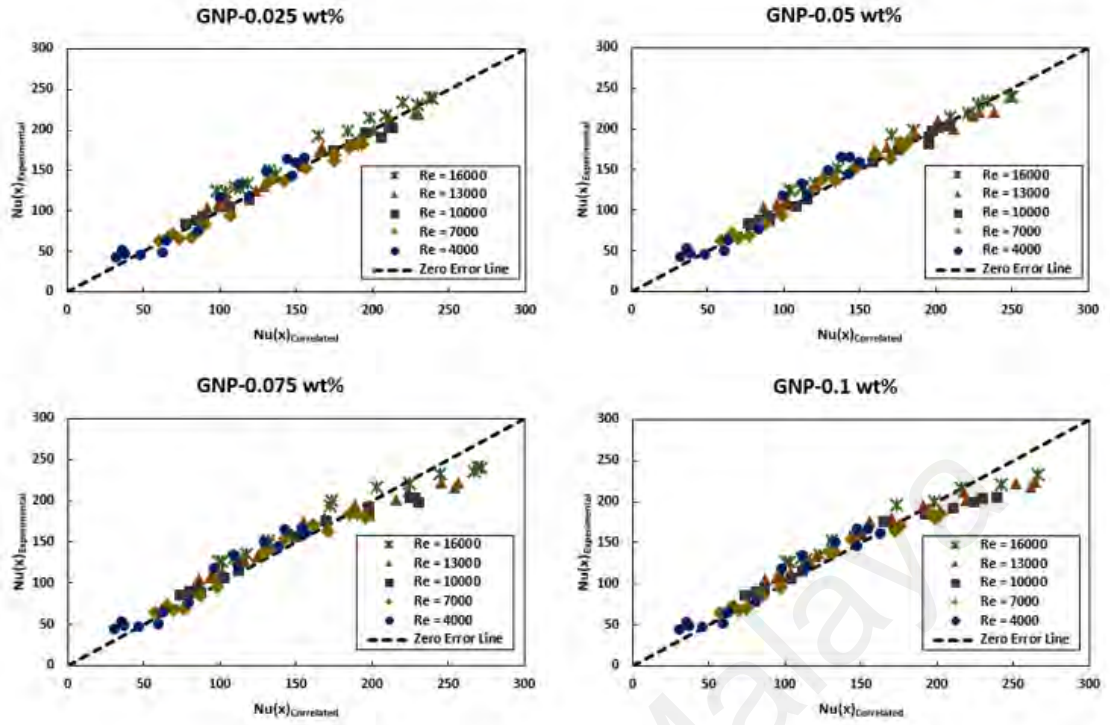 GNP-0.025 wt%
300
250
200
150
100
50
0
Nu(x)Experimental
0 50 100 150 200 250 300
Nu(x)Correlated
Re = 16000
Re = 13000
Re = 10000
Re = 7000
Re = 4000
Zero Error Line
GNP-0.05 wt%
300
250
200
150
100
50
0
Nu(x)Experimental
0 50 100 150 200 250 300
Nu(x)Correlated
Re = 16000
Re = 13000
Re = 10000
Re = 7000
Re = 4000
Zero Error Line
GNP-0.075 wt%
300
250
200
150
100
50
0
Nu(x)Experimental
0 50 100 150 200 250 300
Nu(x)Correlated
Re = 16000
Re = 13000
Re = 10000
Re = 7000
Re = 4000
Zero Error Line
GNP-0.1 wt%
300
250
200
150
100
50
0
Nu(x)Experimental
0 50 100 150 200 250 300
Nu(x)Correlated
Re = 16000
Re = 13000
Re = 10000
Re = 7000
Re = 4000
Zero Error Line
Malaya